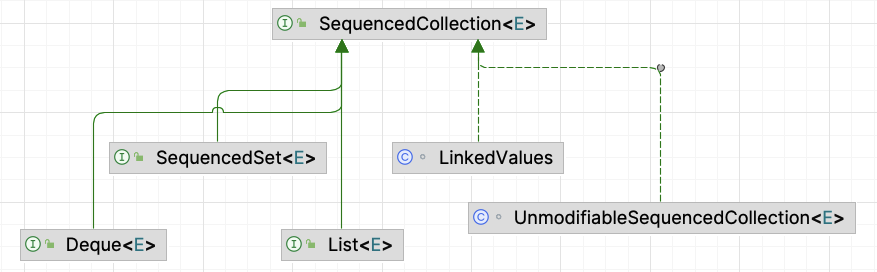 SequencedCollection<E>
SequencedSet<E>
LinkedValues
UnmodifiableSequencedCollection<E>
Deque<E>
List<E>